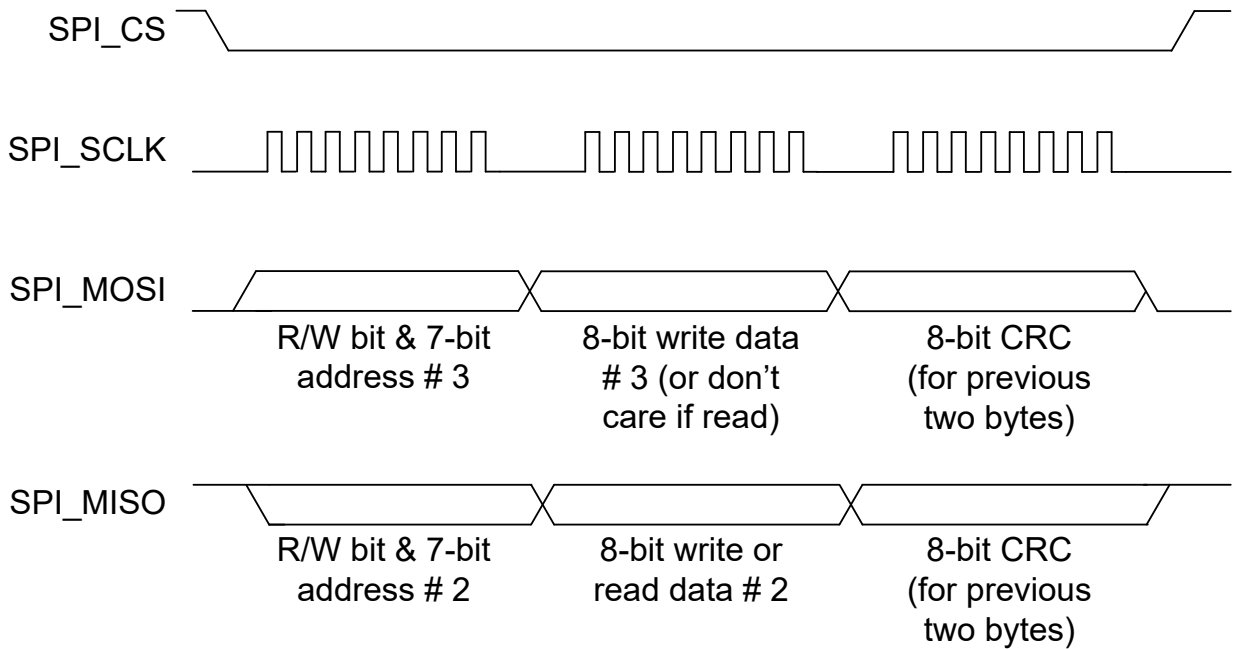 SPI_CS
SPI_SCLK
SPI_MOSI
R/W bit & 7-bit
address # 3
8-bit write data
# 3 (or don’t
care if read)
8-bit CRC
(for previous
two bytes)
SPI_MISO
R/W bit & 7-bit
address # 2
8-bit write or
read data # 2
8-bit CRC
(for previous
two bytes)